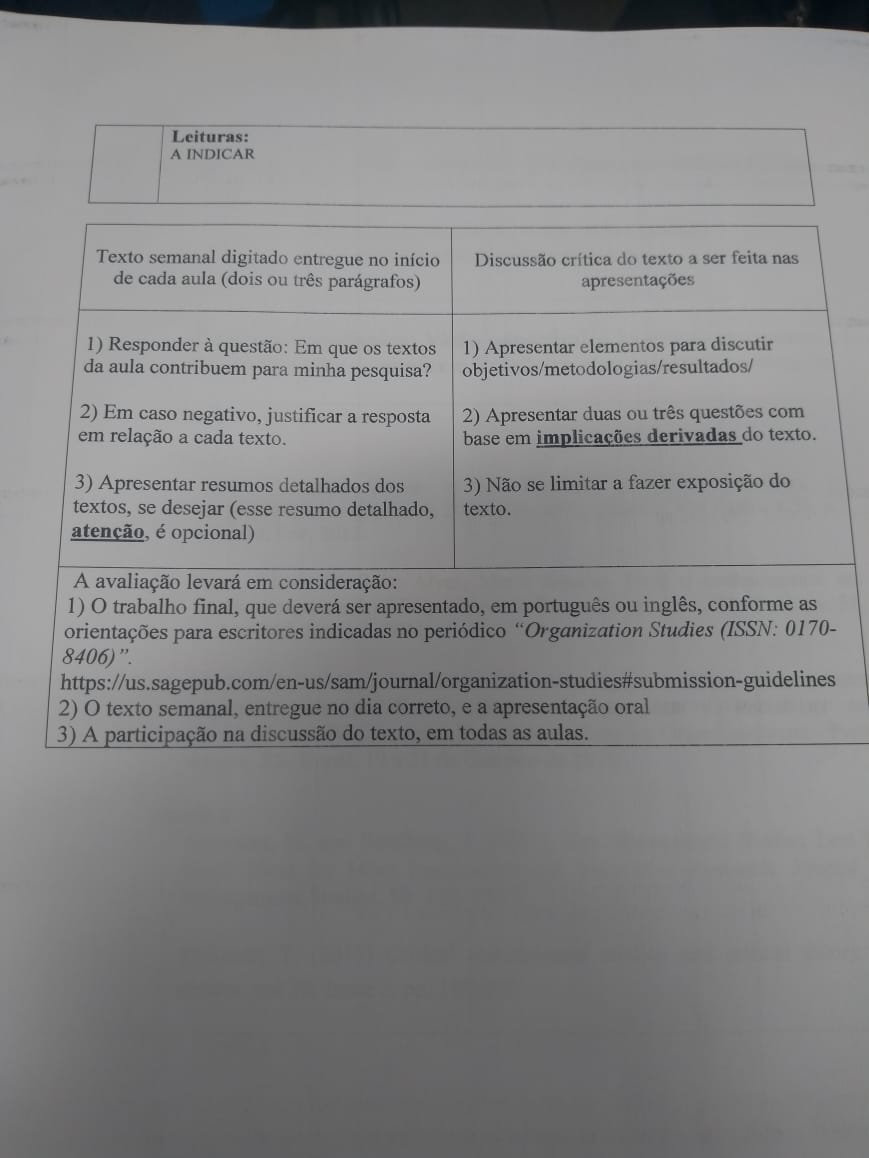 Leituras:
A INDICAR
Texto semanal digitado entregue no início
de cada aula (dois ou três parágrafos)
Discussão crítica do texto a ser feita nas
apresentações
1) Responder à questão: Em que os textos
da aula contribuem para minha pesquisa?
2) Em caso negativo, justificar a resposta
em relação a cada texto.
3) Apresentar resumos detalhados dos
textos, se desejar (esse resumo detalhado,
atenção, é opcional)
1) Apresentar elementos para discutir
objetivos/metodologias/resultados/
2) Apresentar duas ou três questões com
base em implicações derivadas do texto.
3) Não se limitar a fazer exposição do
texto.
A avaliação levará em consideração:
1) O trabalho final, que deverá ser apresentado, em português ou inglês, conforme as
orientações para escritores indicadas no periódico “Organization Studies (ISSN: 0170-
8406)”.
https://us.sagepub.com/en-us/sam/journal/organization-studies#submission-guidelines
2) O texto semanal, entregue no dia correto, e a apresentação oral
3) A participação na discussão do texto, em todas as aulas.